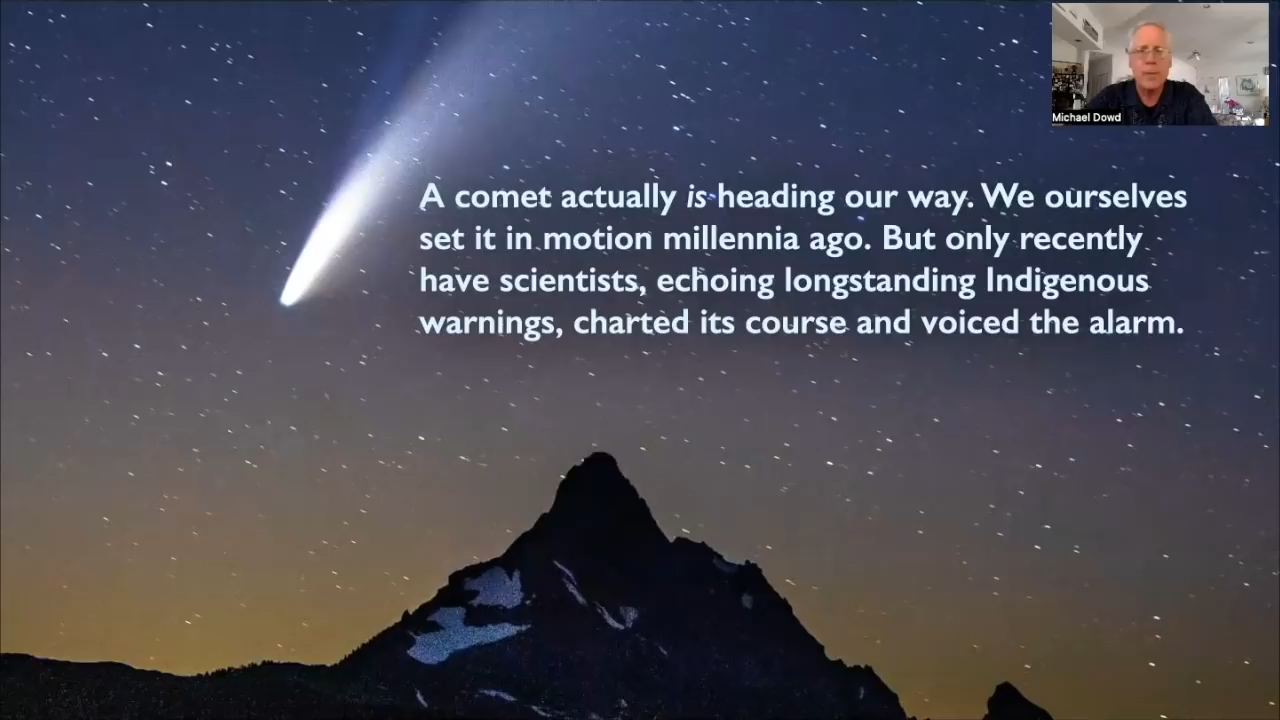 Michael Dowd
A comet actually is heading our way. We ourselves
set it in motion millennia ago. But only recently
have scientists, echoing longstanding Indigenous
warnings, charted its course and voiced the alarm.